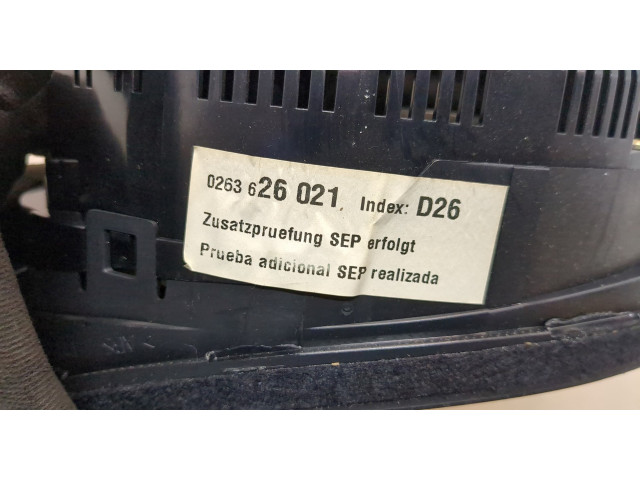 0263 626 021. Index: D26
Zusatzpruefung SEP erfolgt
Prueba adicional SEP realizada